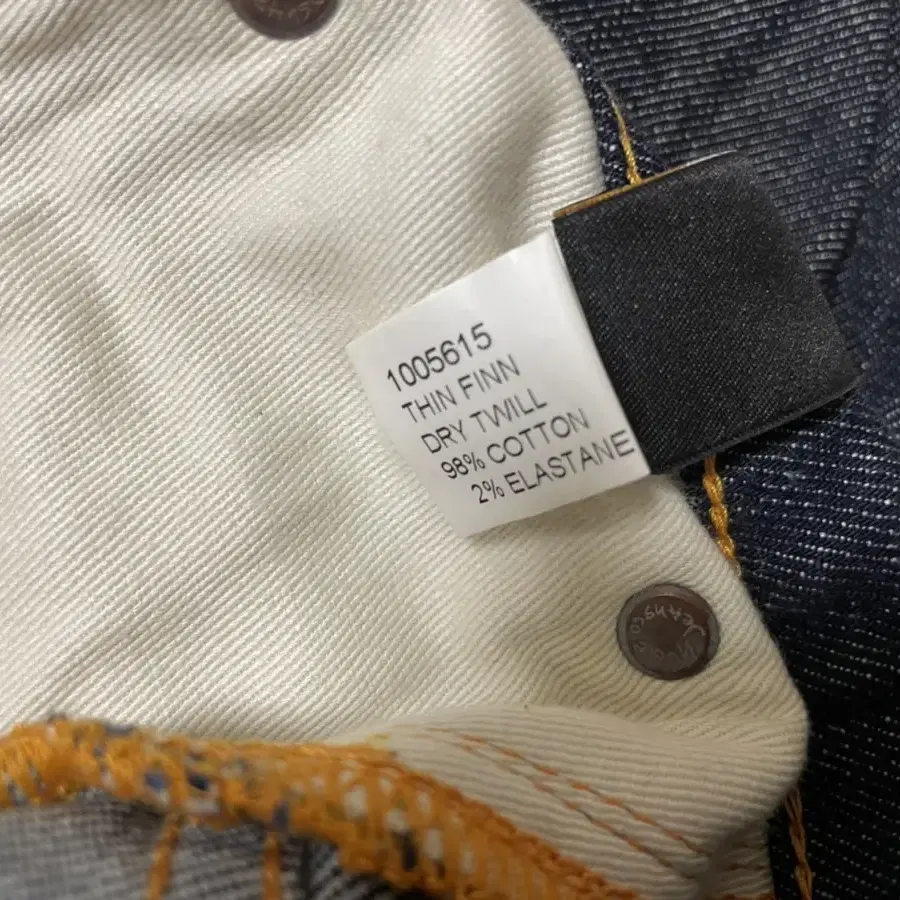 1005615
THIN FINN
DRY TWILL
98% COTTON
2% ELASTANE